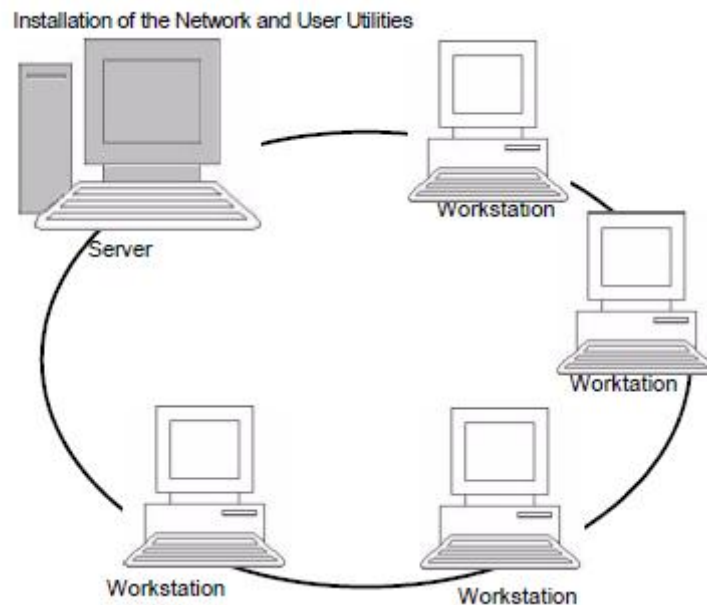 Installation of the Network and User Utilities
Workstation
Server
Worktation
Workstation
Workstation